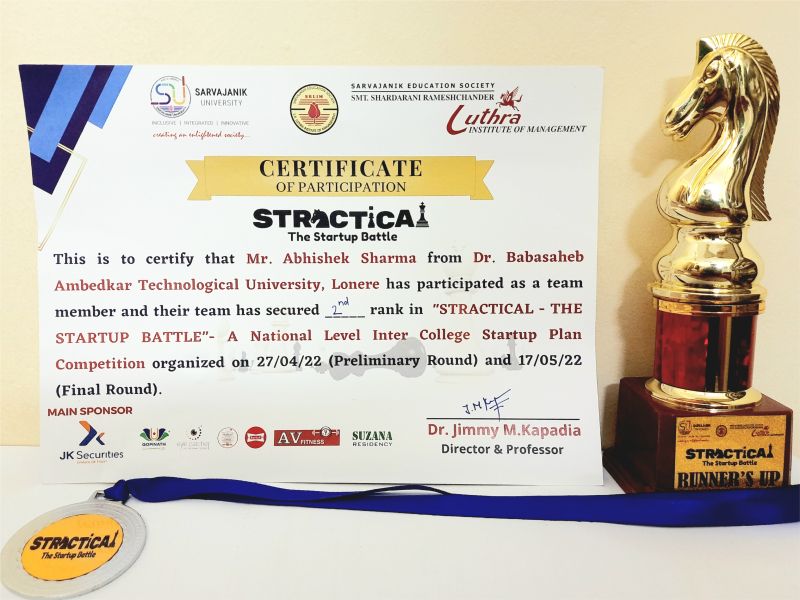 SU
SARVAJANIK
UNIVERSITY
INCLUSIVE | INTEGRATED | INNOVATIVE
creating an enlightened society...
SRLIM
SARVAJANIK EDUCATION SOCIETY
SMT. SHARDARANI RAMESHCHANDER
Luthra
INSTITUTE OF MANAGEMENT
CERTIFICATE
OF PARTICIPATION
STRACTICAL
The Startup Battle
This is to certify that Mr. Abhishek Sharma from Dr. Babasaheb
Ambedkar Technological University, Lonere has participated as a team
member and their team has secured 2nd rank in "STRACTICAL - THE
STARTUP BATTLE"- A National Level Inter College Startup Plan
Competition organized on 27/04/22 (Preliminary Round) and 17/05/22
(Final Round).
MAIN SPONSOR
JK Securities
GOPINATH
AV FITNESS
SUZANA
RESIDENCY
Dr. Jimmy M.Kapadia
Director & Professor
STRACTICAL
The Startup Battle
RUNNER'S UP
STRACTICAL
The Startup Battle